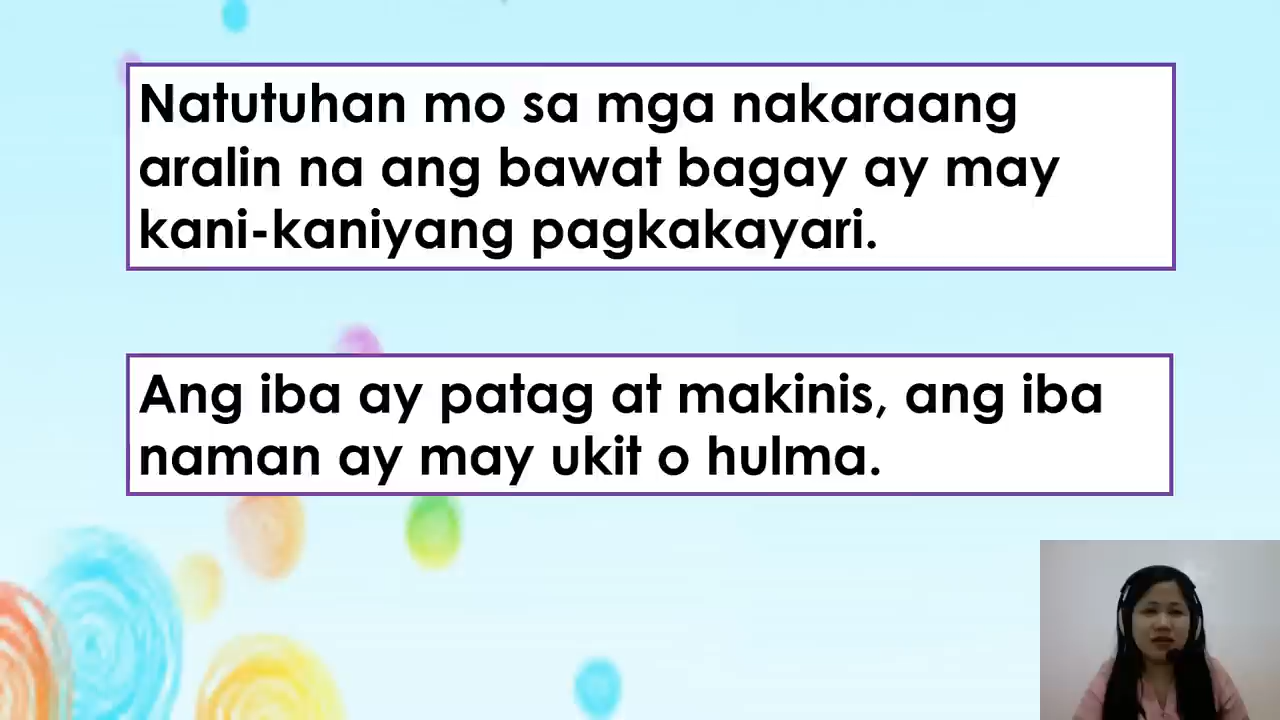 Natutuhan mo sa mga nakaraang
aralin na ang bawat bagay ay may
kani-kaniyang pagkakayari.
Ang iba ay patag at makinis, ang iba
naman ay may ukit o hulma.